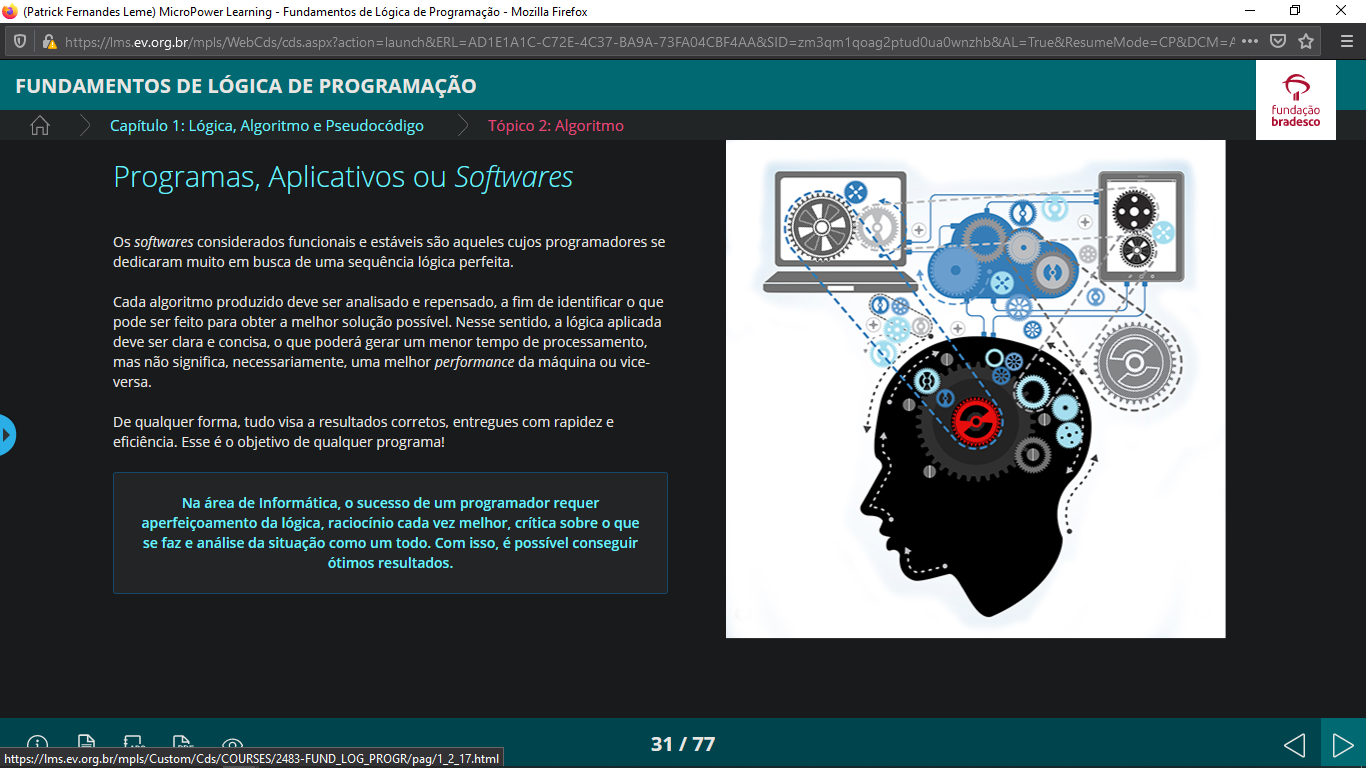 (Patrick Fernandes Leme) MicroPower Learning - Fundamentos de Lógica de Programação - Mozilla Firefox
https://lms.ev.org.br/mpls/WebCds/cds.aspx?action=launch&ERL=AD1E1A1C-C72E-4C37-BA9A-73FA04CBF4AA&SID=zm3qm1qoag2ptud0ua0wnzhb&AL=True&ResumeMode=CP&DCM=A
FUNDAMENTOS DE LÓGICA DE PROGRAMAÇÃO
fundação
bradesco
Capítulo 1: Lógica, Algoritmo e Pseudocódigo
Tópico 2: Algoritmo
Programas, Aplicativos ou Softwares
Os softwares considerados funcionais e estáveis são aqueles cujos programadores se
dedicaram muito em busca de uma sequência lógica perfeita.
Cada algoritmo produzido deve ser analisado e repensado, a fim de identificar o que
pode ser feito para obter a melhor solução possível. Nesse sentido, a lógica aplicada
deve ser clara e concisa, o que poderá gerar um menor tempo de processamento,
mas não significa, necessariamente, uma melhor performance da máquina ou vice-
versa.
De qualquer forma, tudo visa a resultados corretos, entregues com rapidez e
eficiência. Esse é o objetivo de qualquer programa!
Na área de Informática, o sucesso de um programador requer
aperfeiçoamento da lógica, raciocínio cada vez melhor, crítica sobre o que
se faz e análise da situação como um todo. Com isso, é possível conseguir
ótimos resultados.
31 / 77
https://lms.ev.org.br/mpls/Custom/Cds/COURSES/2483-FUND_LOG_PROGR/pag/1_2_17.html